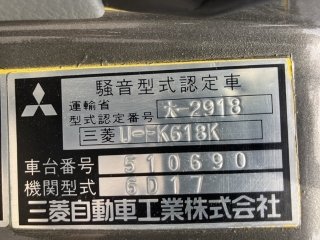 騒音型式認定車
運輸省
型式認定番号 ㊍-2918
三菱 U-FK618K
車台番号 510690
機関型式 6D17
三菱自動車工業株式会社